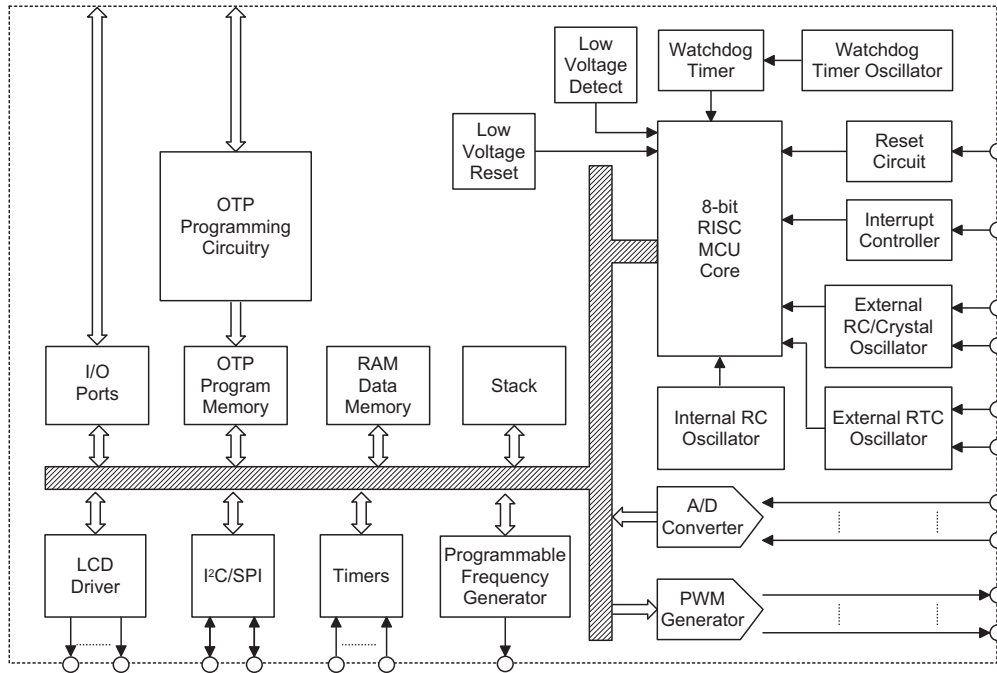 Low
Voltage
Detect
Watchdog
Timer
Watchdog
Timer Oscillator
Low
Voltage
Reset
8-bit
RISC
MCU
Core
Reset
Circuit
OTP
Programming
Circuitry
Interrupt
Controller
External
RC/Crystal
Oscillator
I/O
Ports
OTP
Program
Memory
RAM
Data
Memory
Stack
Internal RC
Oscillator
External RTC
Oscillator
A/D
Converter
LCD
Driver
I²C/SPI
Timers
Programmable
Frequency
Generator
PWM
Generator